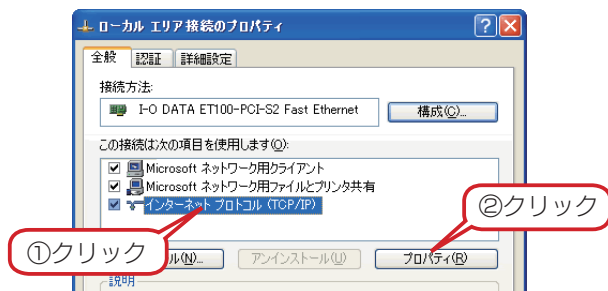 ローカル エリア接続のプロパティ
全般 認証 詳細設定
接続方法:
I-O DATA ET100-PCI-S2 Fast Ethernet 構成(C)...
この接続は次の項目を使用します(O):
Microsoft ネットワーク用クライアント
Microsoft ネットワーク用ファイルとプリンタ共有
インターネット プロトコル (TCP/IP)
②クリック
①クリック
ル(N)... アンインストール(U) プロパティ(R)
説明